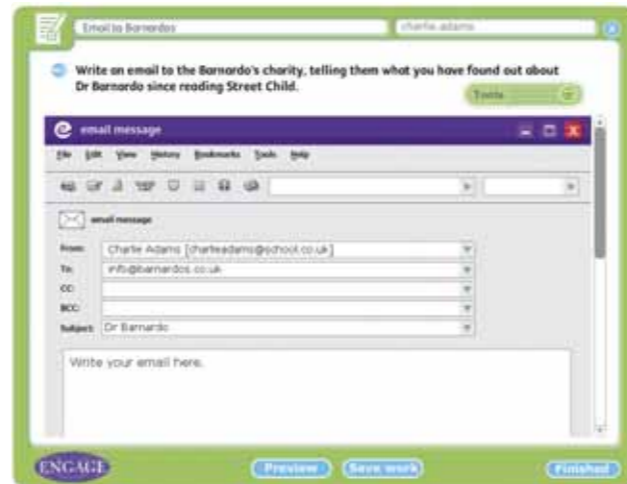 Email to Barnardos
charlie.adams
Write an email to the Barnardo's charity, telling them what you have found out about
Dr Barnardo since reading Street Child.
Tools
email message
File Edit View History Bookmarks Tools Help
email message
From: Charlie Adams [charlieadams@school.co.uk]
To: info@barnardos.co.uk
CC:
BCC:
Subject: Dr Barnardo
Write your email here.
ENGAGE
Preview
Save work
Finished